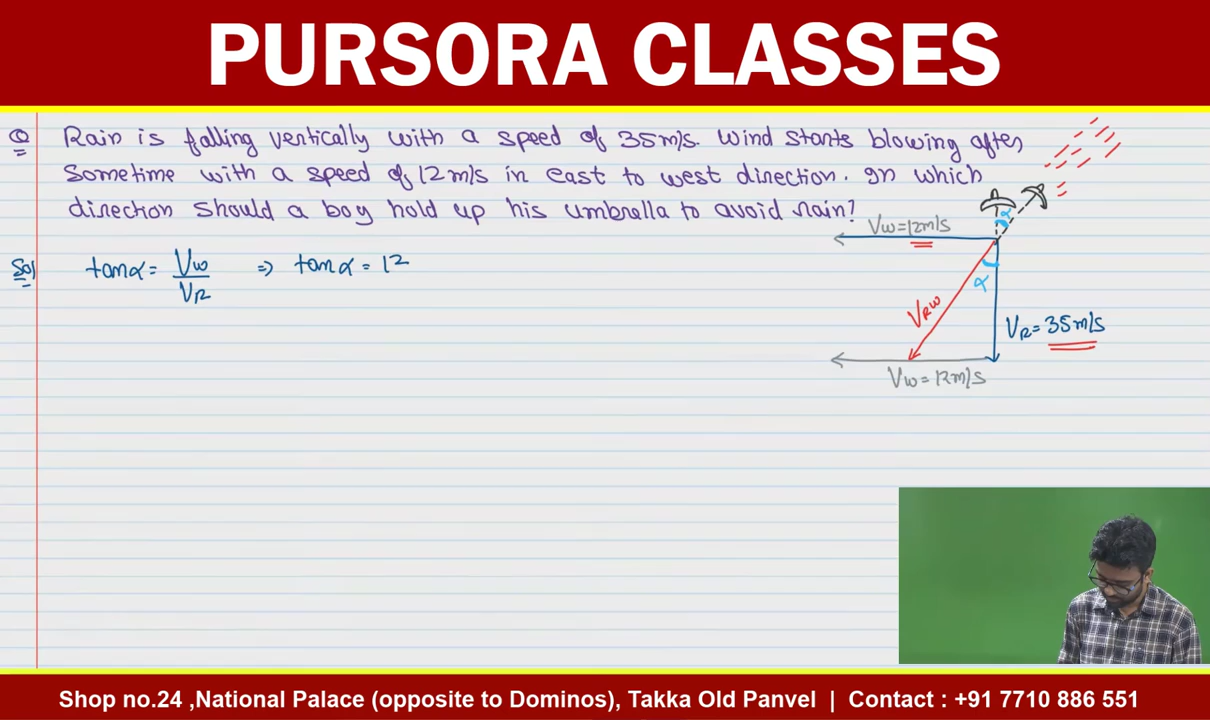 PURSORA CLASSES
Q Rain is falling vertically with a speed of 35m/s. Wind starts blowing after
Sometime with a speed of 12m/s in east to west direction. In which
direction should a boy hold up his umbrella to avoid rain?
Sol tanα = Vw/VR => tanα = 12
α
Vw = 12m/s
α
VRW
VR = 35m/s
Vw = 12m/s
Shop no.24 ,National Palace (opposite to Dominos), Takka Old Panvel | Contact : +91 7710 886 551